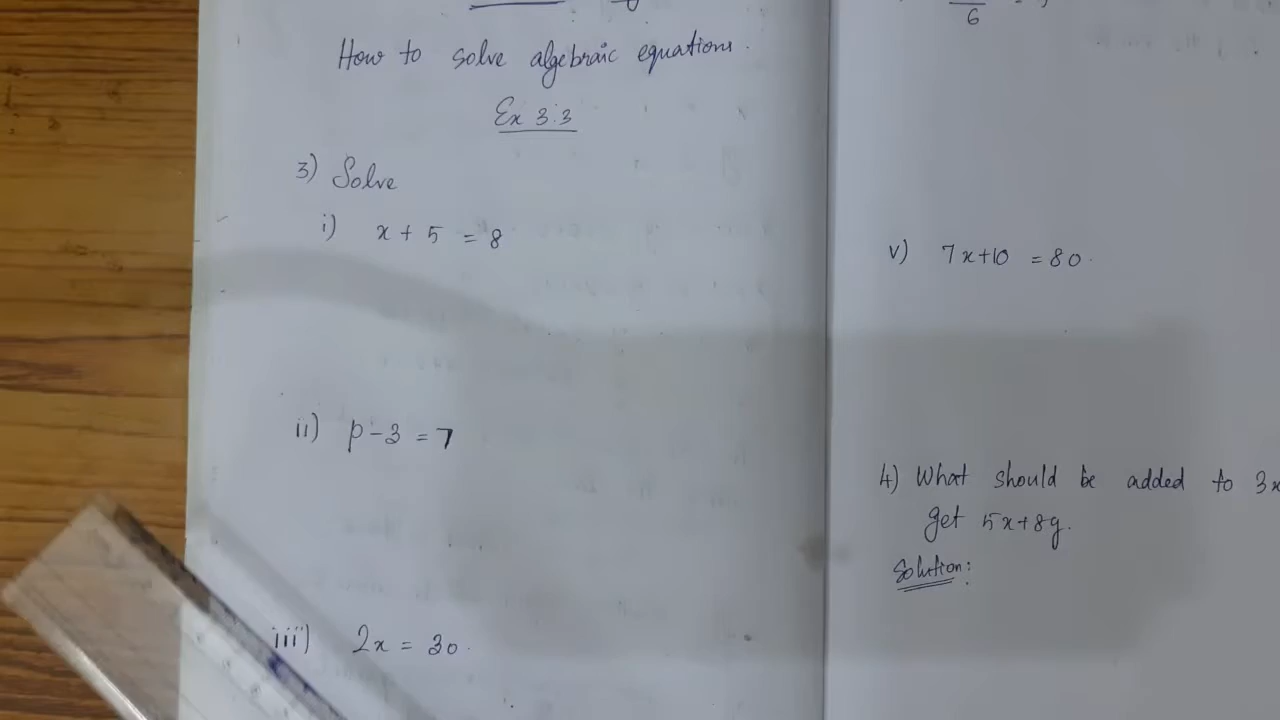 How to solve algebraic equations.
Ex 3.3
3) Solve
i) x + 5 = 8
ii) p - 3 = 7
iii) 2x = 30.
6
v) 7x+10 = 80.
4) What should be added to 3x
get 5x+8y.
Solution: